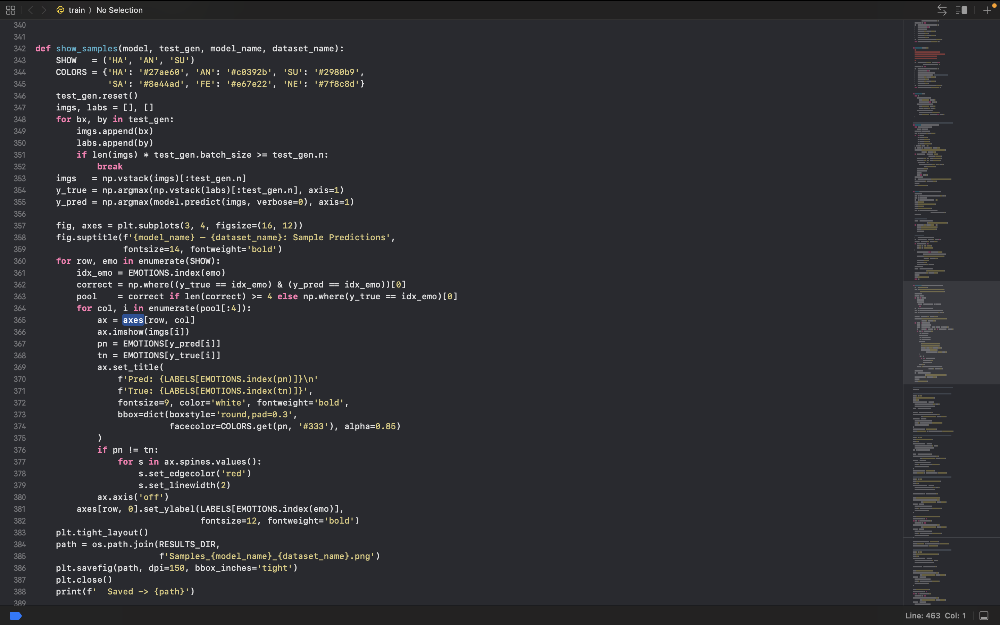 train ⟩ No Selection
340
341
342 def show_samples(model, test_gen, model_name, dataset_name):
343     SHOW   = ('HA', 'AN', 'SU')
344     COLORS = {'HA': '#27ae60', 'AN': '#c0392b', 'SU': '#2980b9',
345               'SA': '#8e44ad', 'FE': '#e67e22', 'NE': '#7f8c8d'}
346     test_gen.reset()
347     imgs, labs = [], []
348     for bx, by in test_gen:
349         imgs.append(bx)
350         labs.append(by)
351         if len(imgs) * test_gen.batch_size >= test_gen.n:
352             break
353     imgs   = np.vstack(imgs)[:test_gen.n]
354     y_true = np.argmax(np.vstack(labs)[:test_gen.n], axis=1)
355     y_pred = np.argmax(model.predict(imgs, verbose=0), axis=1)
356
357     fig, axes = plt.subplots(3, 4, figsize=(16, 12))
358     fig.suptitle(f'{model_name} — {dataset_name}: Sample Predictions',
359                  fontsize=14, fontweight='bold')
360     for row, emo in enumerate(SHOW):
361         idx_emo = EMOTIONS.index(emo)
362         correct = np.where((y_true == idx_emo) & (y_pred == idx_emo))[0]
363         pool    = correct if len(correct) >= 4 else np.where(y_true == idx_emo)[0]
364         for col, i in enumerate(pool[:4]):
365             ax = axes[row, col]
366             ax.imshow(imgs[i])
367             pn = EMOTIONS[y_pred[i]]
368             tn = EMOTIONS[y_true[i]]
369             ax.set_title(
370                 f'Pred: {LABELS[EMOTIONS.index(pn)]}\n'
371                 f'True: {LABELS[EMOTIONS.index(tn)]}',
372                 fontsize=9, color='white', fontweight='bold',
373                 bbox=dict(boxstyle='round,pad=0.3',
374                           facecolor=COLORS.get(pn, '#333'), alpha=0.85)
375             )
376             if pn != tn:
377                 for s in ax.spines.values():
378                     s.set_edgecolor('red')
379                     s.set_linewidth(2)
380             ax.axis('off')
381         axes[row, 0].set_ylabel(LABELS[EMOTIONS.index(emo)],
382                                 fontsize=12, fontweight='bold')
383     plt.tight_layout()
384     path = os.path.join(RESULTS_DIR,
385                         f'Samples_{model_name}_{dataset_name}.png')
386     plt.savefig(path, dpi=150, bbox_inches='tight')
387     plt.close()
388     print(f'  Saved -> {path}')
389
Line: 463 Col: 1